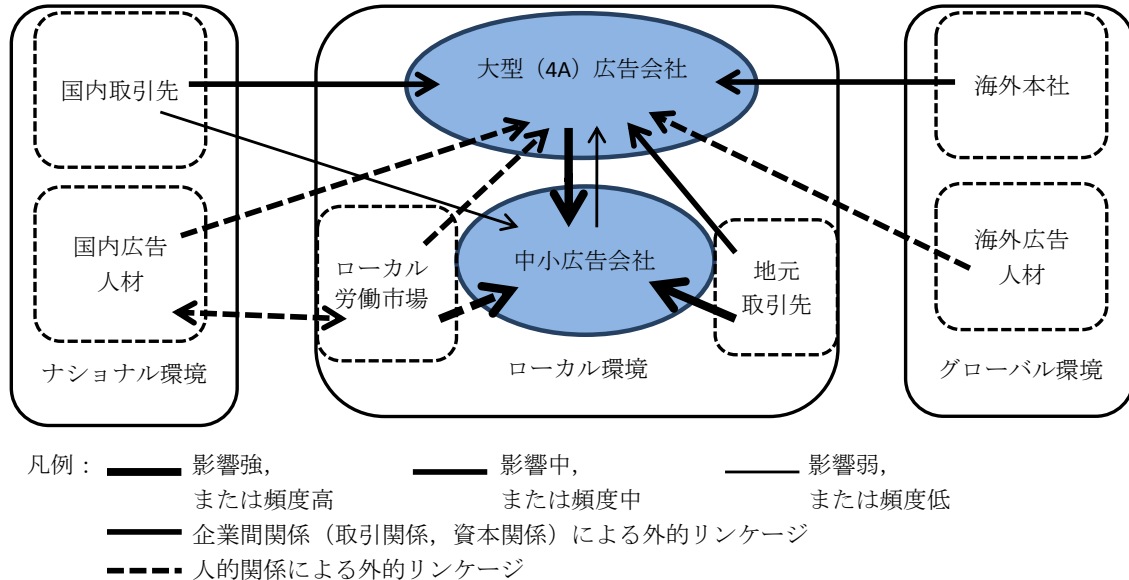 大型（4A）広告会社
国内取引先
海外本社
国内広告
人材
ローカル
労働市場
中小広告会社
地元
取引先
海外広告
人材
ナショナル環境
ローカル環境
グローバル環境
凡例：
影響強，
または頻度高
影響中，
または頻度中
影響弱，
または頻度低
企業間関係（取引関係，資本関係）による外的リンケージ
人的関係による外的リンケージ